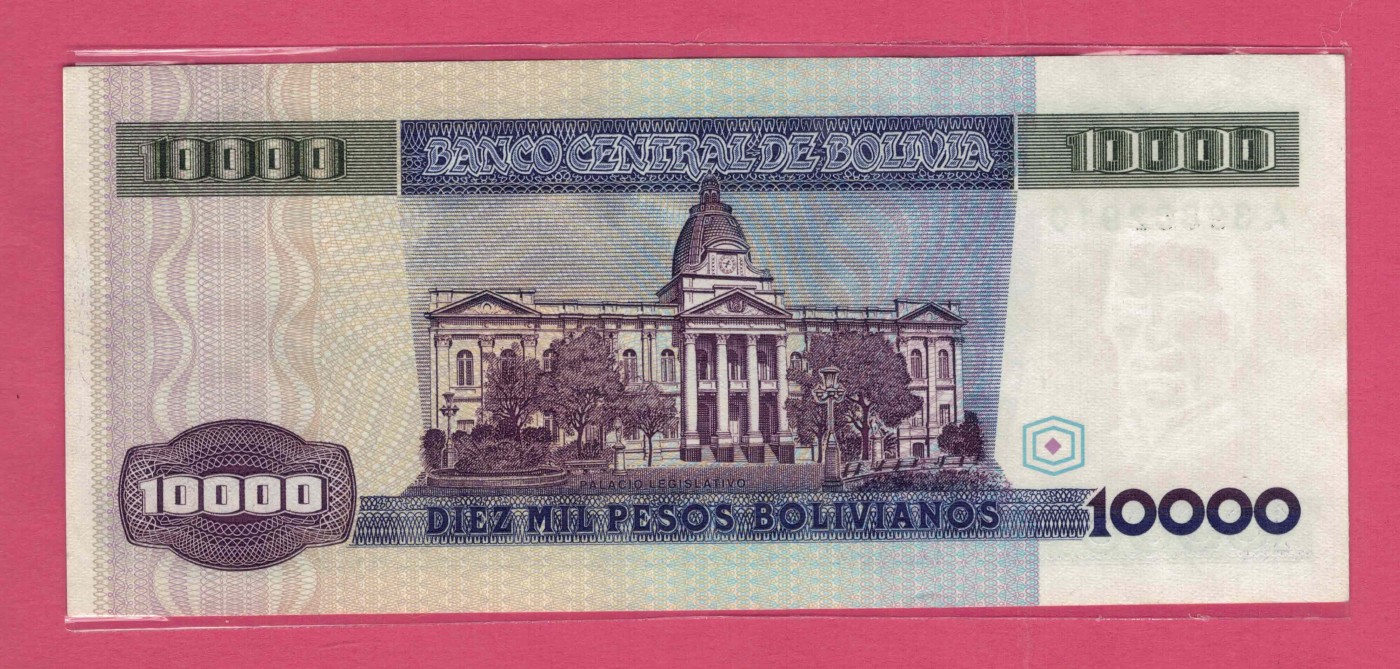 10000
BANCO CENTRAL DE BOLIVIA
10000
PALACIO LEGISLATIVO
10000
DIEZ MIL PESOS BOLIVIANOS
10000